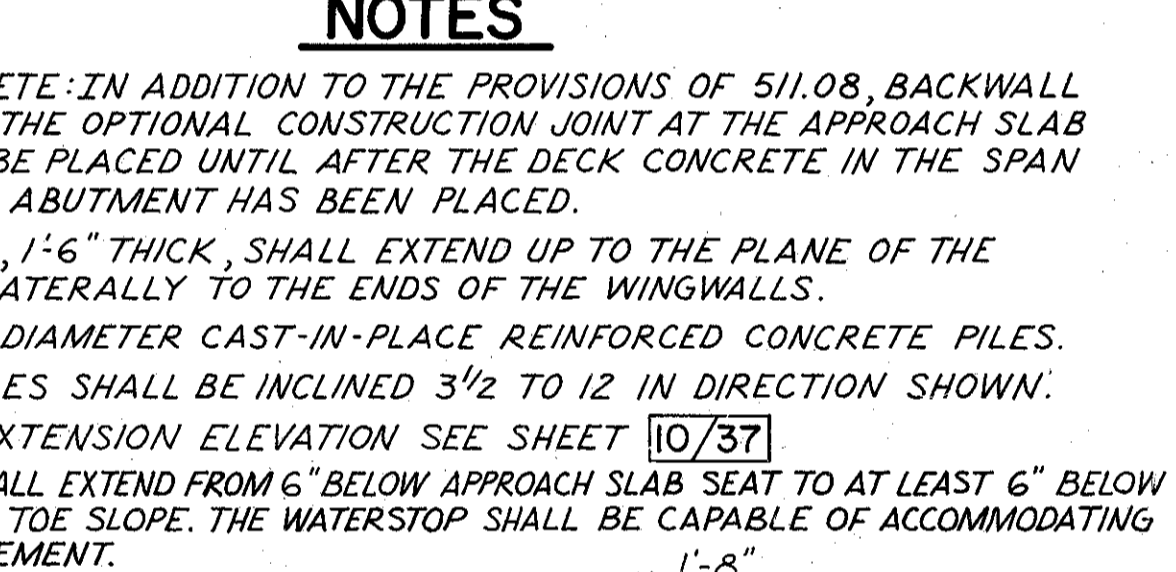 NOTES
ETE: IN ADDITION TO THE PROVISIONS OF 511.08, BACKWALL
THE OPTIONAL CONSTRUCTION JOINT AT THE APPROACH SLAB
BE PLACED UNTIL AFTER THE DECK CONCRETE IN THE SPAN
ABUTMENT HAS BEEN PLACED.
, 1'-6" THICK, SHALL EXTEND UP TO THE PLANE OF THE
ATERALLY TO THE ENDS OF THE WINGWALLS.
DIAMETER CAST-IN-PLACE REINFORCED CONCRETE PILES.
ES SHALL BE INCLINED 3 1/2 TO 12 IN DIRECTION SHOWN.
XTENSION ELEVATION SEE SHEET 10/37
ALL EXTEND FROM 6" BELOW APPROACH SLAB SEAT TO AT LEAST 6" BELOW
TOE SLOPE. THE WATERSTOP SHALL BE CAPABLE OF ACCOMMODATING
EMENT.
1'-8"